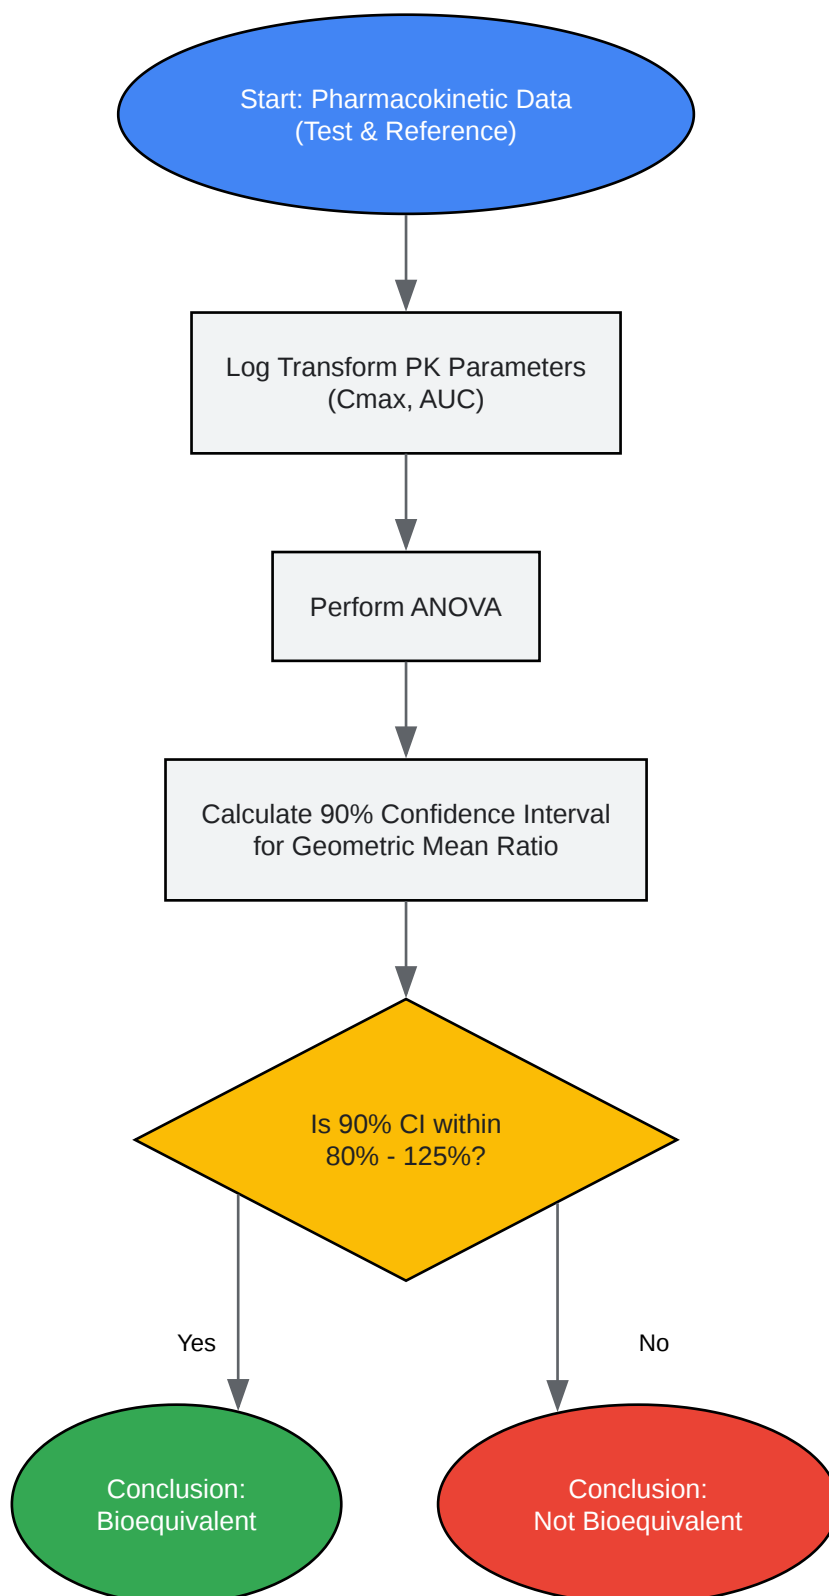 Start: Pharmacokinetic Data
(Test & Reference)
Log Transform PK Parameters
(Cmax, AUC)
Perform ANOVA
Calculate 90% Confidence Interval
for Geometric Mean Ratio
Is 90% CI within
80% - 125%?
Yes
No
Conclusion:
Bioequivalent
Conclusion:
Not Bioequivalent